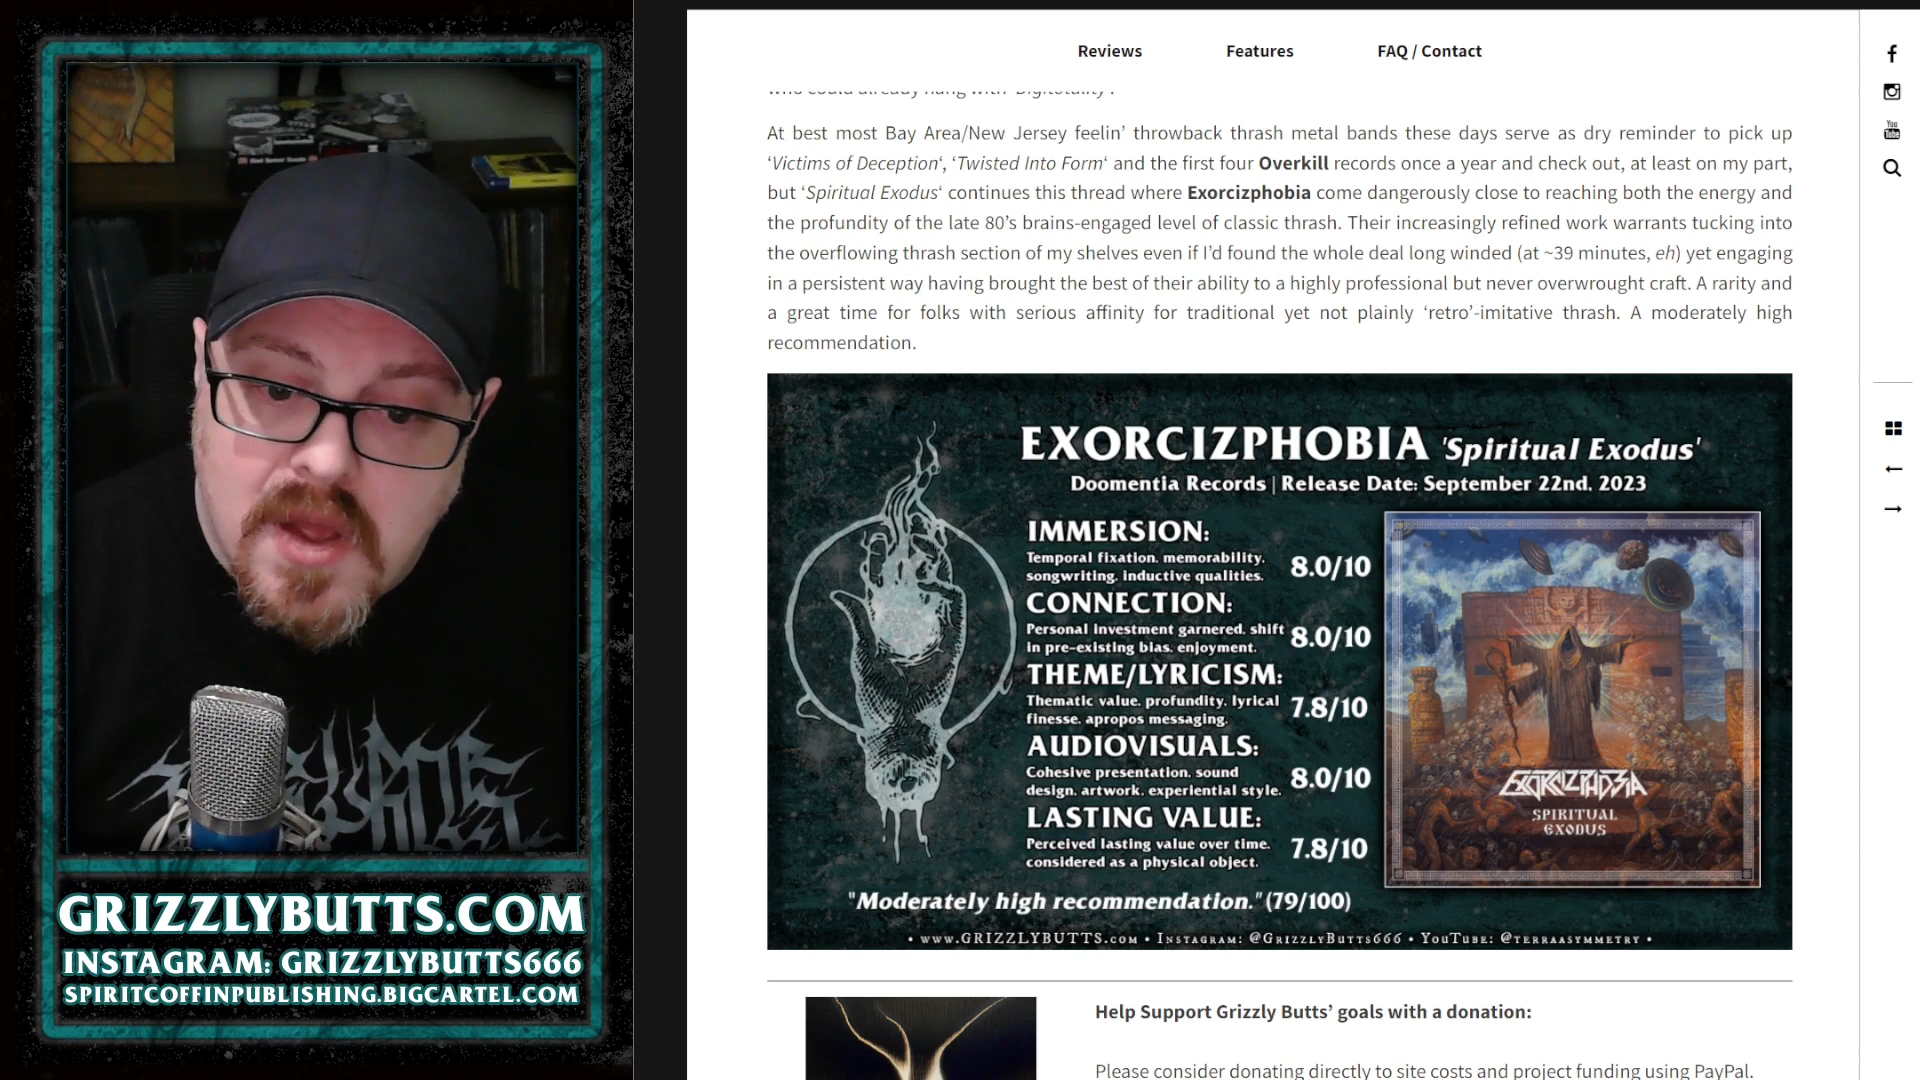 Reviews
Features
FAQ / Contact
At best most Bay Area/New Jersey feelin’ throwback thrash metal bands these days serve as dry reminder to pick up
‘Victims of Deception‘, ‘Twisted Into Form‘ and the first four Overkill records once a year and check out, at least on my part,
but ‘Spiritual Exodus‘ continues this thread where Exorcizphobia come dangerously close to reaching both the energy and
the profundity of the late 80’s brains-engaged level of classic thrash. Their increasingly refined work warrants tucking into
the overflowing thrash section of my shelves even if I’d found the whole deal long winded (at ~39 minutes, eh) yet engaging
in a persistent way having brought the best of their ability to a highly professional but never overwrought craft. A rarity and
a great time for folks with serious affinity for traditional yet not plainly ‘retro’-imitative thrash. A moderately high
recommendation.
EXORCIZPHOBIA 'Spiritual Exodus'
Doomentia Records | Release Date: September 22nd, 2023
IMMERSION:
Temporal fixation, memorability,
songwriting, inductive qualities.
8.0/10
CONNECTION:
Personal investment garnered, shift
in pre-existing bias, enjoyment.
8.0/10
THEME/LYRICISM:
Thematic value, profundity, lyrical
finesse, apropos messaging.
7.8/10
AUDIOVISUALS:
Cohesive presentation, sound
design, artwork, experiential style.
8.0/10
LASTING VALUE:
Perceived lasting value over time,
considered as a physical object.
7.8/10
EXORCIZPHOBIA
SPIRITUAL
EXODUS
"Moderately high recommendation." (79/100)
• www.GRIZZLYBUTTS.com • Instagram: @GrizzlyButts666 • YouTube: @terraasymmetry •
Help Support Grizzly Butts’ goals with a donation:
Please consider donating directly to site costs and project funding using PayPal.
You
Tube
GRIZZLYBUTTS.COM
INSTAGRAM: GRIZZLYBUTTS666
SPIRITCOFFINPUBLISHING.BIGCARTEL.COM